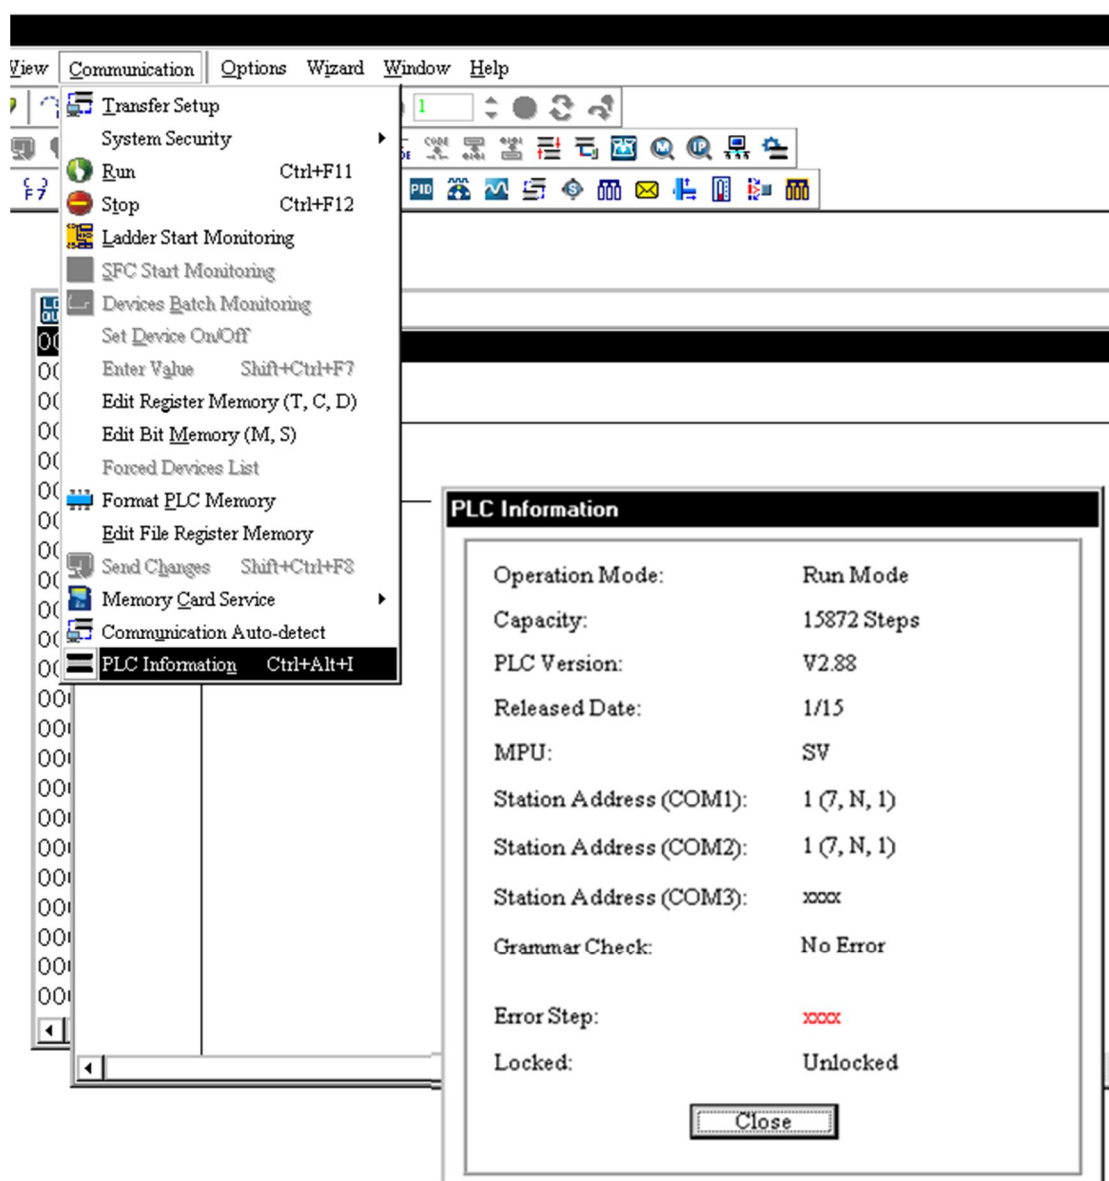 View Communication Options Wizard Window Help
Transfer Setup
1
System Security
Run Ctrl+F11
Stop Ctrl+F12
PID
Ladder Start Monitoring
SFC Start Monitoring
Devices Batch Monitoring
Set Device On/Off
Enter Value Shift+Ctrl+F7
Edit Register Memory (T, C, D)
Edit Bit Memory (M, S)
Forced Devices List
Format PLC Memory
Edit File Register Memory
Send Changes Shift+Ctrl+F8
Memory Card Service
Communication Auto-detect
PLC Information Ctrl+Alt+I
PLC Information
Operation Mode: Run Mode
Capacity: 15872 Steps
PLC Version: V2.88
Released Date: 1/15
MPU: SV
Station Address (COM1): 1 (7, N, 1)
Station Address (COM2): 1 (7, N, 1)
Station Address (COM3): xxxx
Grammar Check: No Error
Error Step: xxxx
Locked: Unlocked
Close